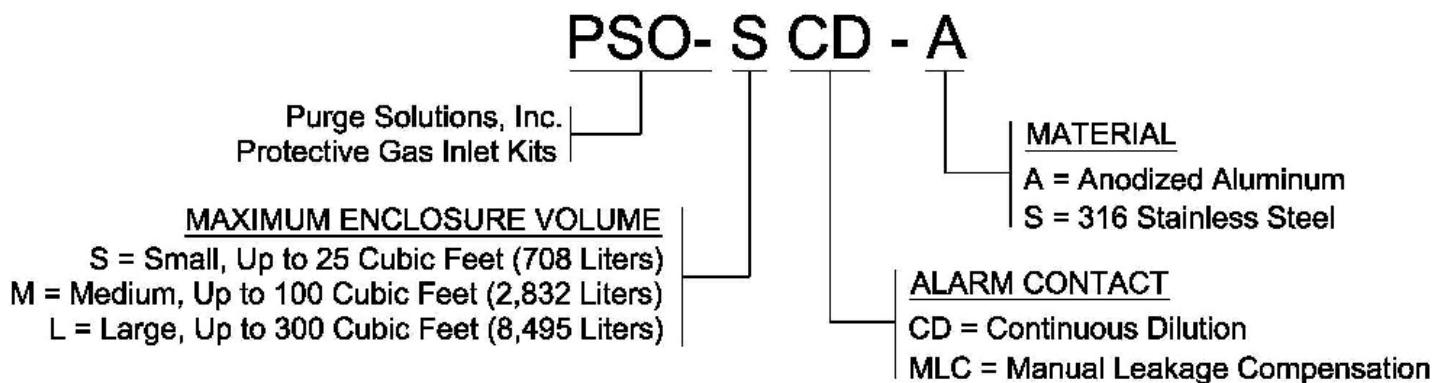 PSO- S CD - A
Purge Solutions, Inc.
Protective Gas Inlet Kits
MAXIMUM ENCLOSURE VOLUME
S = Small, Up to 25 Cubic Feet (708 Liters)
M = Medium, Up to 100 Cubic Feet (2,832 Liters)
L = Large, Up to 300 Cubic Feet (8,495 Liters)
MATERIAL
A = Anodized Aluminum
S = 316 Stainless Steel
ALARM CONTACT
CD = Continuous Dilution
MLC = Manual Leakage Compensation